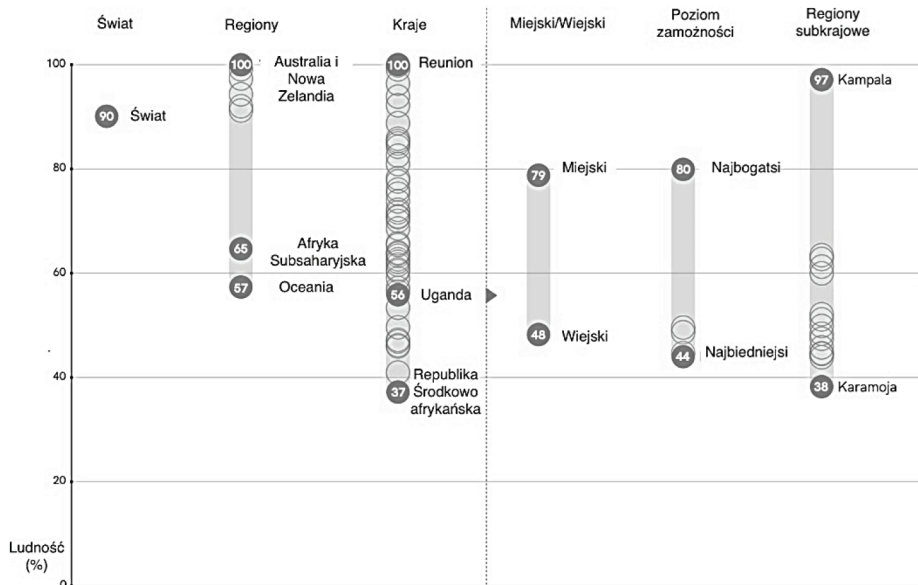 Świat
Regiony
Kraje
Miejski/Wiejski
Poziom
zamożności
Regiony
subkrajowe
100
80
60
40
20
0
Ludność
(%)
90 Świat
100 Australia i
Nowa
Zelandia
65 Afryka
Subsaharyjska
57 Oceania
100 Reunion
56 Uganda
Republika
37 Środkowo
afrykańska
79 Miejski
48 Wiejski
80 Najbogatsi
44 Najbiedniejsi
97 Kampala
38 Karamoja